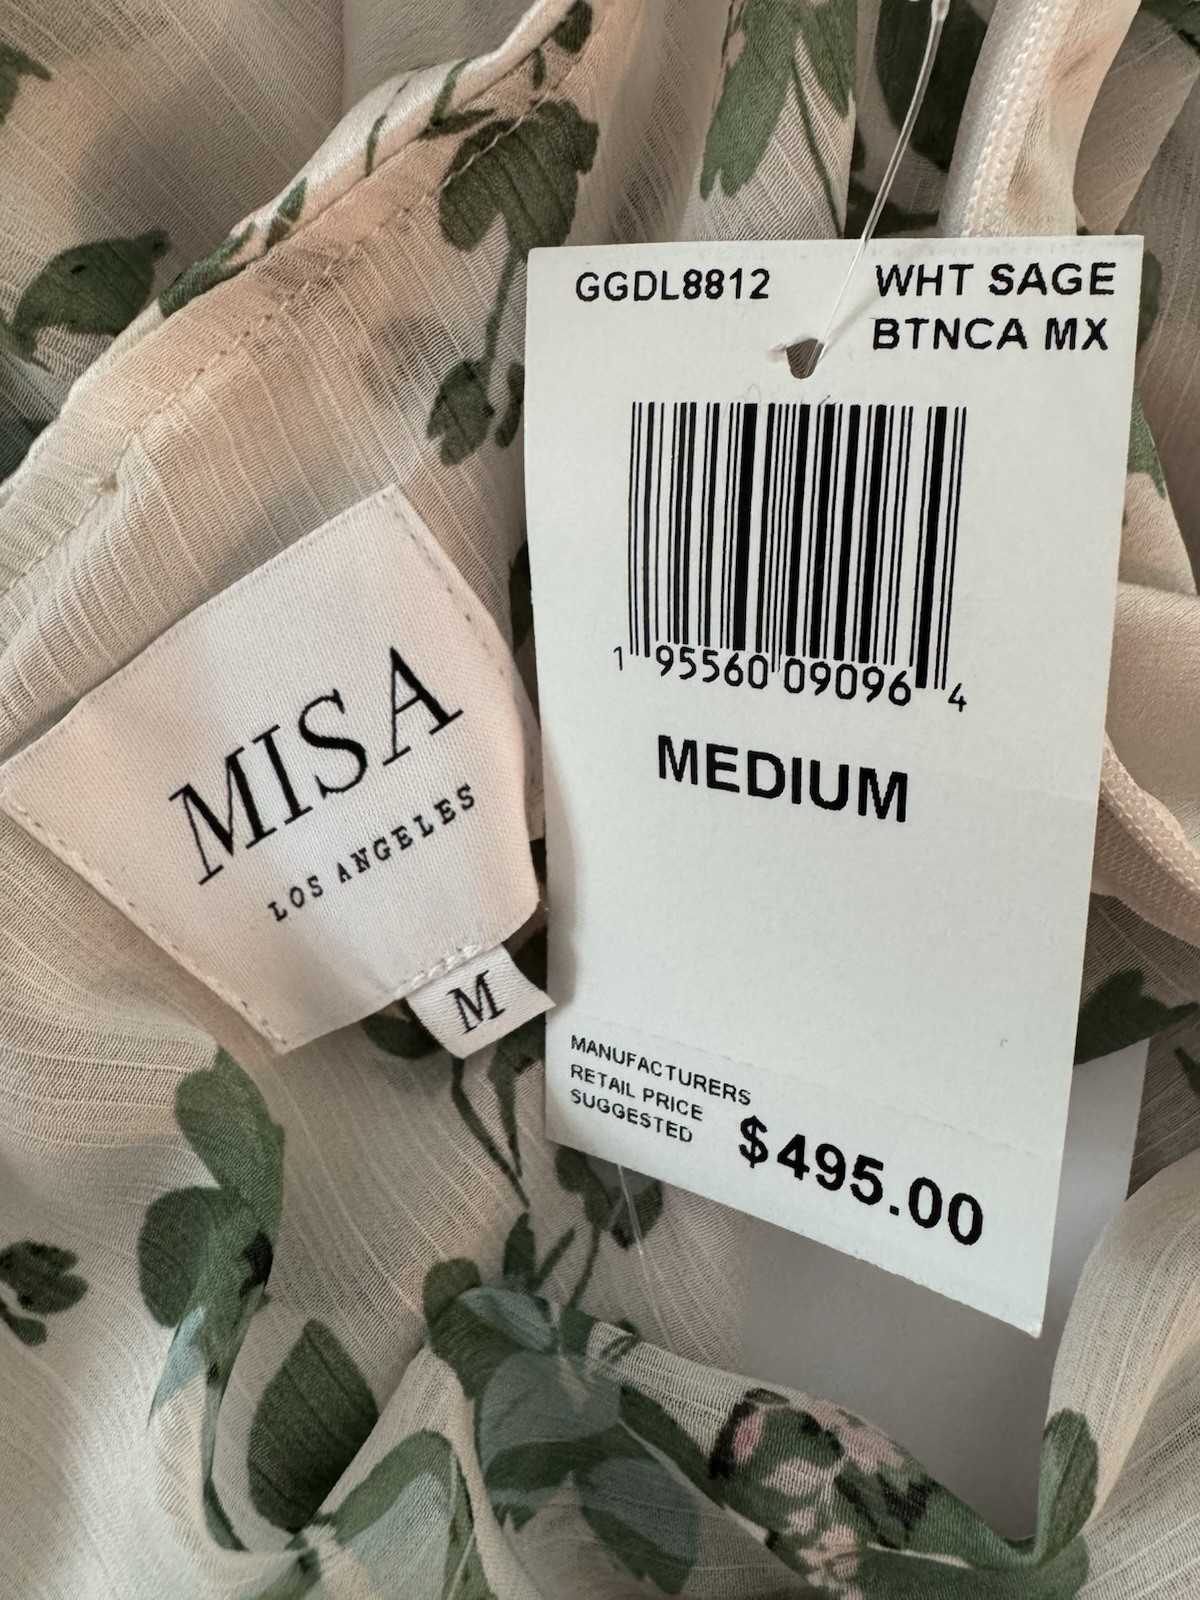 GGDL8812
WHT SAGE
BTNCA MX
1 95560 09096 4
MEDIUM
MANUFACTURERS
RETAIL PRICE
SUGGESTED
$495.00
MISA
LOS ANGELES
M